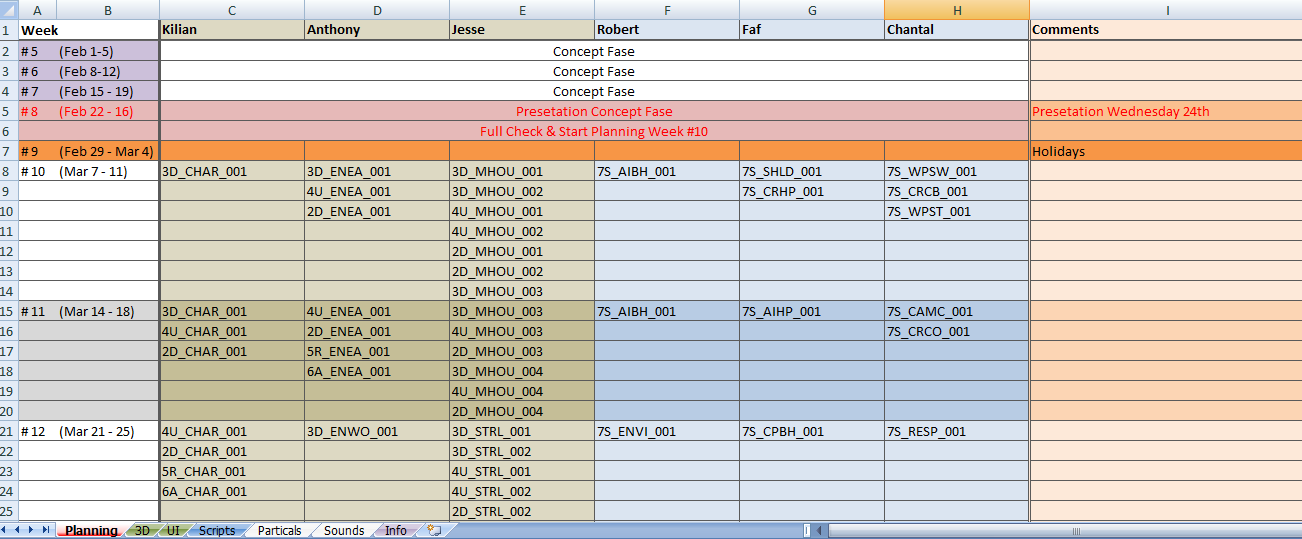 A B C D E F G H I
1 Week Kilian Anthony Jesse Robert Faf Chantal Comments
2 # 5 (Feb 1-5) Concept Fase
3 # 6 (Feb 8-12) Concept Fase
4 # 7 (Feb 15 - 19) Concept Fase
5 # 8 (Feb 22 - 16) Presetation Concept Fase Presetation Wednesday 24th
6 Full Check & Start Planning Week #10
7 # 9 (Feb 29 - Mar 4) Holidays
8 # 10 (Mar 7 - 11) 3D_CHAR_001 3D_ENEA_001 3D_MHOU_001 7S_AIBH_001 7S_SHLD_001 7S_WPSW_001
9 4U_ENEA_001 3D_MHOU_002 7S_CRHP_001 7S_CRCB_001
10 2D_ENEA_001 4U_MHOU_001 7S_WPST_001
11 4U_MHOU_002
12 2D_MHOU_001
13 2D_MHOU_002
14 3D_MHOU_003
15 # 11 (Mar 14 - 18) 3D_CHAR_001 4U_ENEA_001 3D_MHOU_003 7S_AIBH_001 7S_AIHP_001 7S_CAMC_001
16 4U_CHAR_001 2D_ENEA_001 4U_MHOU_003 7S_CRCO_001
17 2D_CHAR_001 5R_ENEA_001 2D_MHOU_003
18 6A_ENEA_001 3D_MHOU_004
19 4U_MHOU_004
20 2D_MHOU_004
21 # 12 (Mar 21 - 25) 4U_CHAR_001 3D_ENWO_001 3D_STRL_001 7S_ENVI_001 7S_CPBH_001 7S_RESP_001
22 2D_CHAR_001 3D_STRL_002
23 5R_CHAR_001 4U_STRL_001
24 6A_CHAR_001 4U_STRL_002
25 2D_STRL_002
Planning 3D UI Scripts Particals Sounds Info